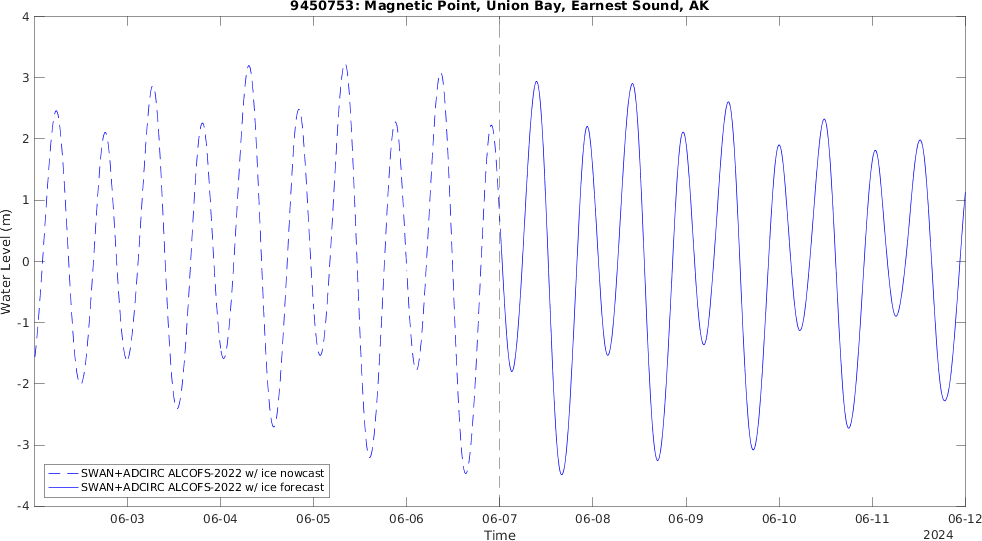 9450753: Magnetic Point, Union Bay, Earnest Sound, AK
4
3
2
1
0
-1
-2
-3
-4
Water Level (m)
SWAN+ADCIRC ALCOFS-2022 w/ ice nowcast
SWAN+ADCIRC ALCOFS-2022 w/ ice forecast
06-03 06-04 06-05 06-06 06-07 06-08 06-09 06-10 06-11 06-12
Time
2024